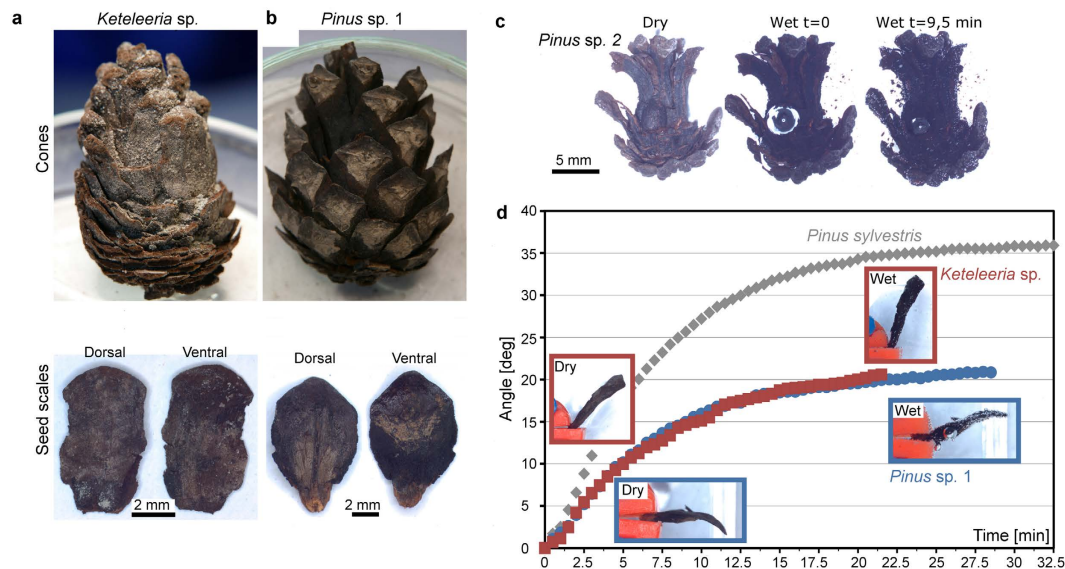 a
Keteleeria sp.
b
Pinus sp. 1
Cones
Dorsal
Ventral
Dorsal
Ventral
Seed scales
2 mm
2 mm
c
Pinus sp. 2
Dry
Wet t=0
Wet t=9,5 min
5 mm
d
40
35
30
25
20
15
10
5
0
Angle [deg]
Pinus sylvestris
Wet
Keteleeria sp.
Dry
Wet
Pinus sp. 1
Dry
Time [min]
0
2.5
5
7.5
10
12.5
15
17.5
20
22.5
25
27.5
30
32.5